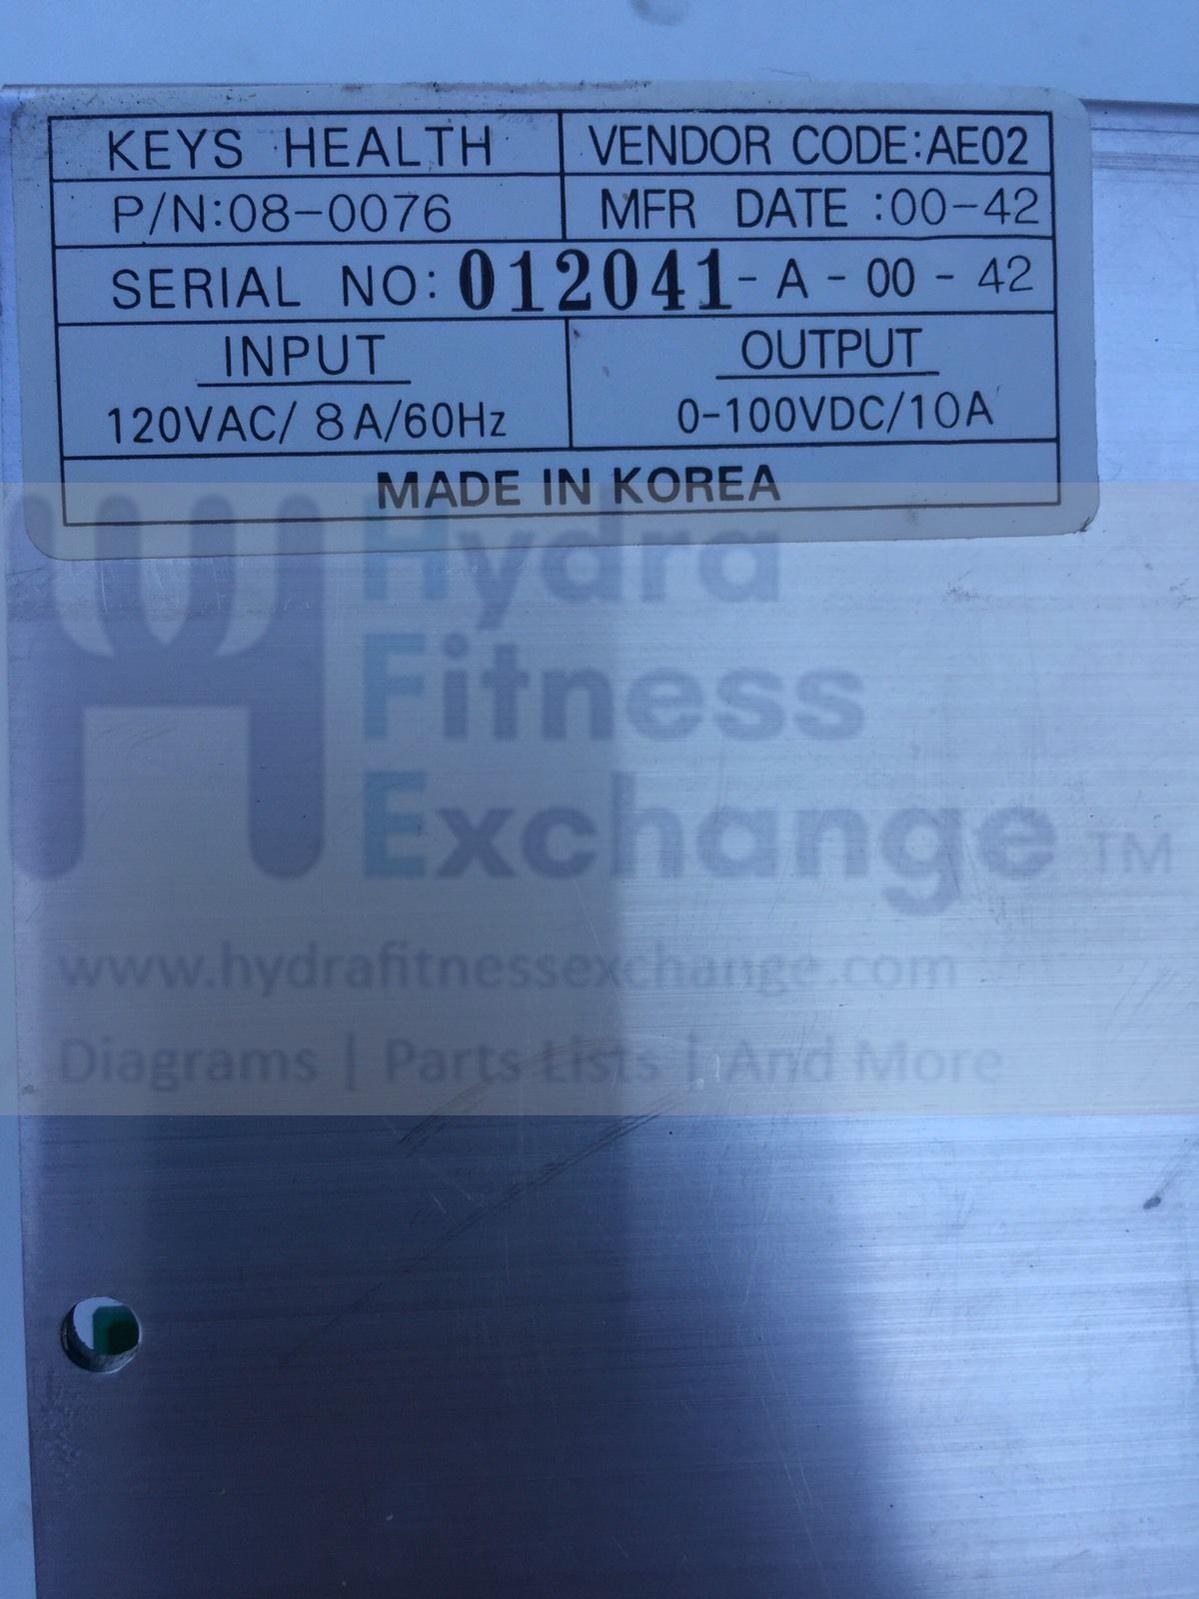 KEYS HEALTH
VENDOR CODE:AE02
P/N:08-0076
MFR DATE :00-42
SERIAL NO: 012041 - A - 00 - 42
INPUT
OUTPUT
120VAC/ 8A/60Hz
0-100VDC/10A
MADE IN KOREA
Hydra
Fitness
Exchange TM
www.hydrafitnessexchange.com
Diagrams | Parts Lists | And More